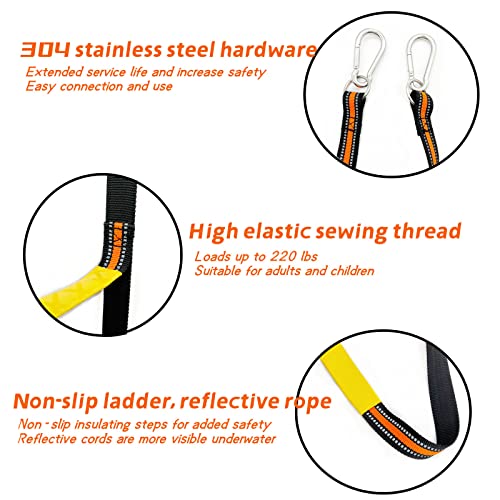 304 stainless steel hardware
Extended service life and increase safety
Easy connection and use
High elastic sewing thread
Loads up to 220 lbs
Suitable for adults and children
Non-slip ladder, reflective rope
Non - slip insulating steps for added safety
Reflective cords are more visible underwater